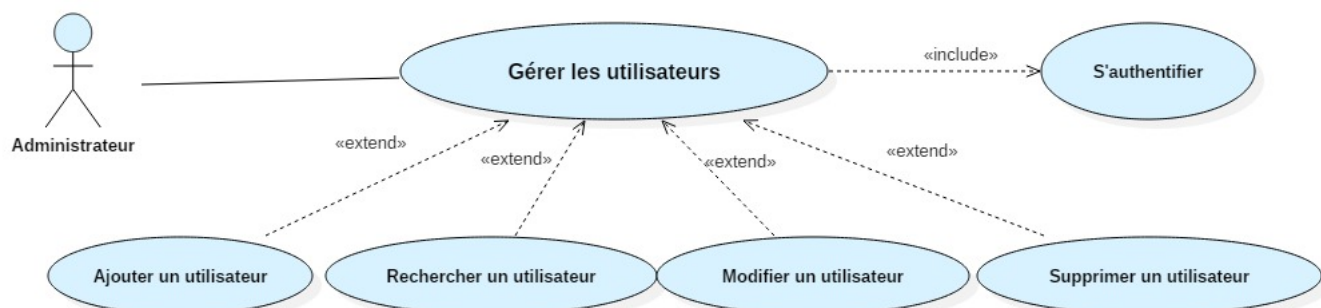 Gérer les utilisateurs
«include»
S'authentifier
Administrateur
«extend»
«extend»
«extend»
«extend»
Ajouter un utilisateur
Rechercher un utilisateur
Modifier un utilisateur
Supprimer un utilisateur